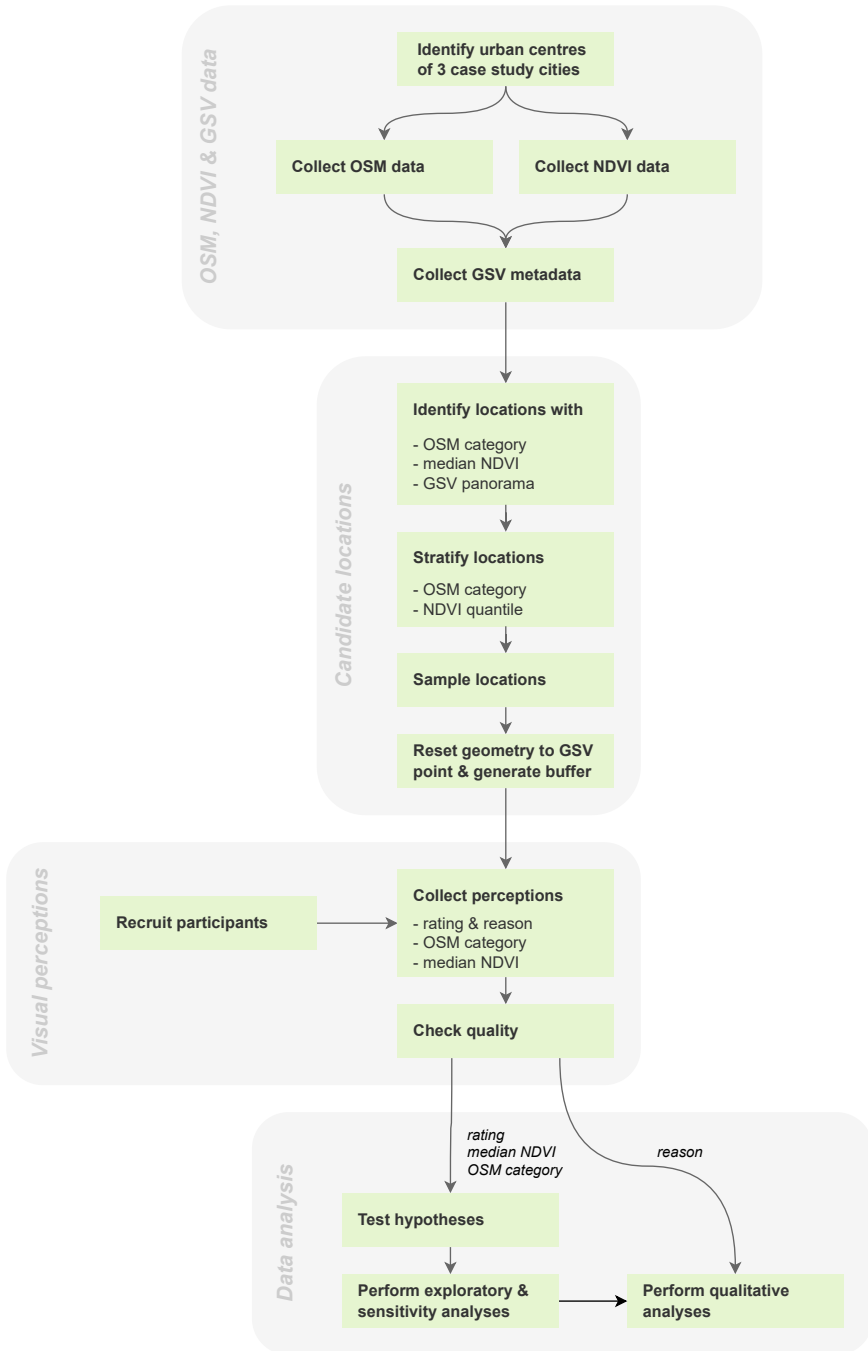 OSM, NDVI & GSV data
Identify urban centres
of 3 case study cities
Collect OSM data
Collect NDVI data
Collect GSV metadata
Candidate locations
Identify locations with
- OSM category
- median NDVI
- GSV panorama
Stratify locations
- OSM category
- NDVI quantile
Sample locations
Reset geometry to GSV
point & generate buffer
Visual perceptions
Recruit participants
Collect perceptions
- rating & reason
- OSM category
- median NDVI
Check quality
Data analysis
rating
median NDVI
OSM category
reason
Test hypotheses
Perform exploratory &
sensitivity analyses
Perform qualitative
analyses